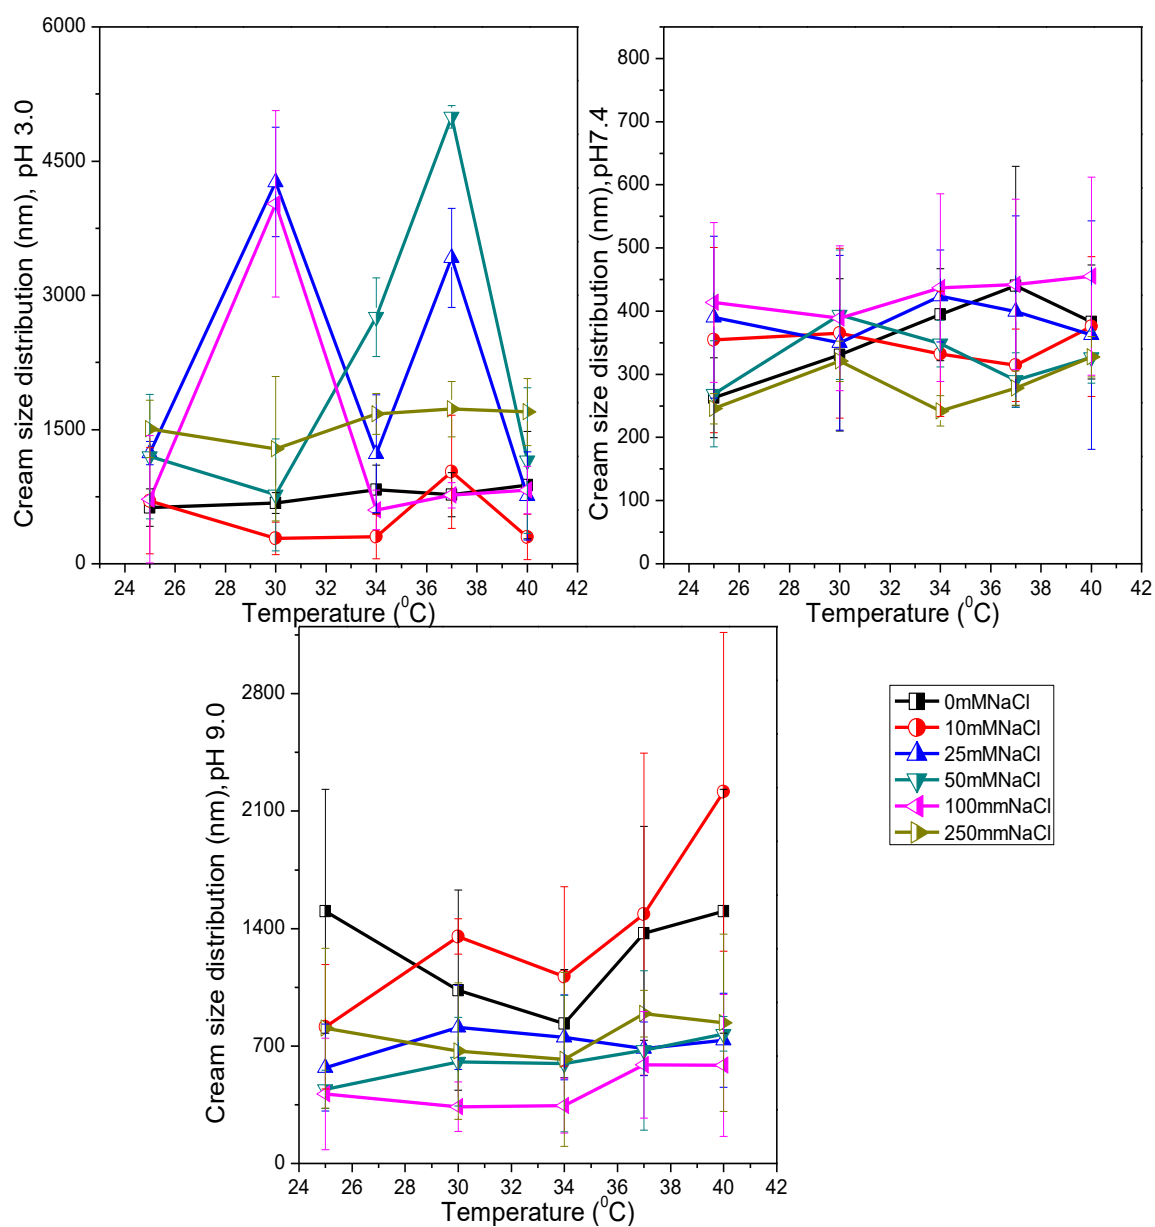 Cream size distribution (nm), pH 3.0
6000
4500
3000
1500
0
24 26 28 30 32 34 36 38 40 42
Temperature (⁰C)
Cream size distribution (nm),pH7.4
800
700
600
500
400
300
200
100
0
24 26 28 30 32 34 36 38 40 42
Temperature (⁰C)
Cream size distribution (nm),pH 9.0
2800
2100
1400
700
0
24 26 28 30 32 34 36 38 40 42
Temperature (⁰C)
0mMNaCl
10mMNaCl
25mMNaCl
50mMNaCl
100mmNaCl
250mmNaCl